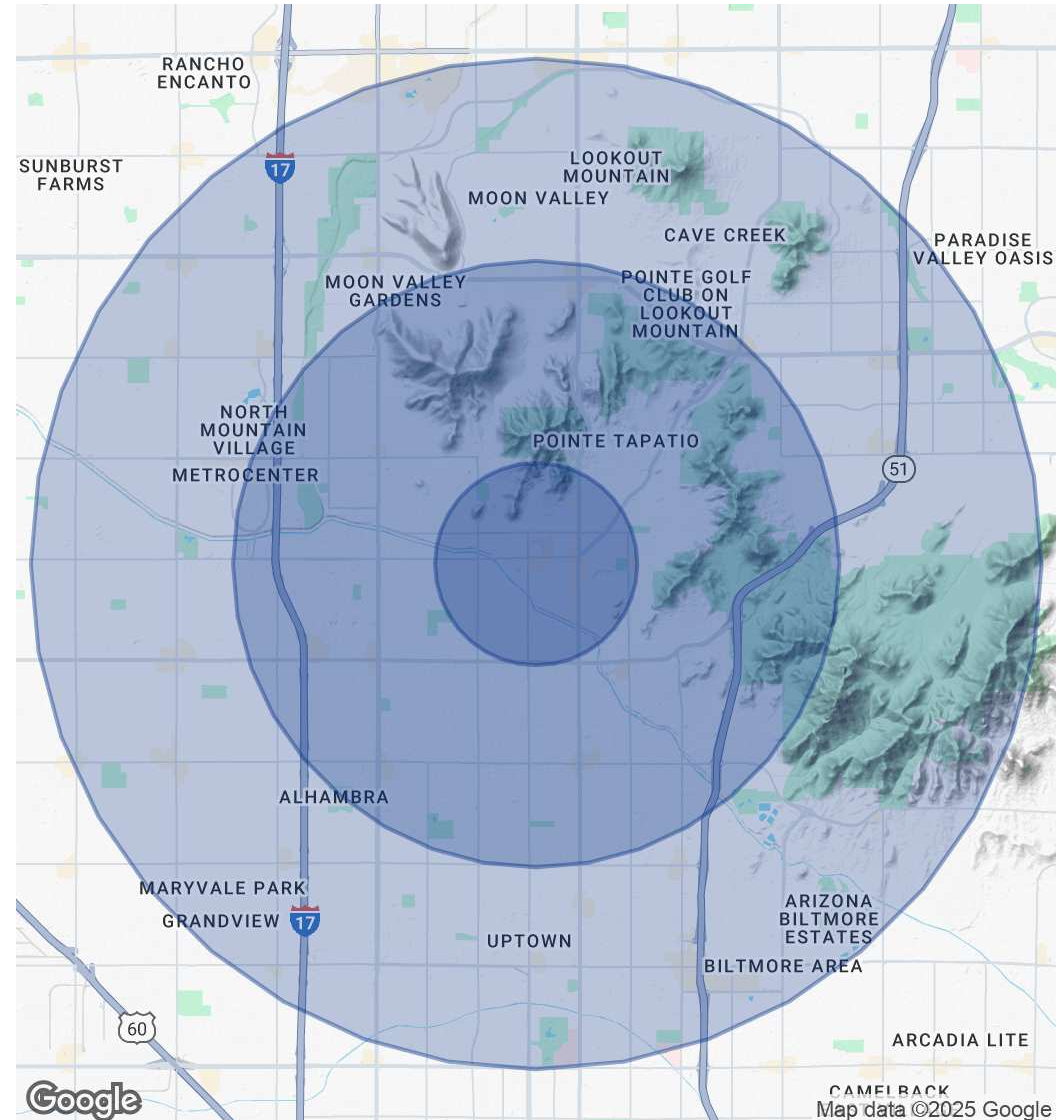 RANCHO
ENCANTO
17
SUNBURST
FARMS
LOOKOUT
MOUNTAIN
MOON VALLEY
CAVE CREEK
PARADISE
VALLEY OASIS
MOON VALLEY
GARDENS
POINTE GOLF
CLUB ON
LOOKOUT
MOUNTAIN
NORTH
MOUNTAIN
VILLAGE
POINTE TAPATIO
METROCENTER
51
ALHAMBRA
MARYVALE PARK
GRANDVIEW
17
ARIZONA
BILTMORE
ESTATES
UPTOWN
BILTMORE AREA
60
ARCADIA LITE
CAMELBACK
Google
Map data ©2025 Google